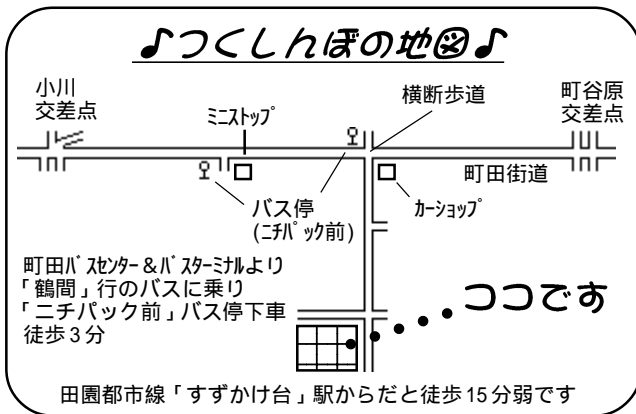 ♪つくしんぼの地図♪
小川
交差点
ミニストップ
横断歩道
町谷原
交差点
町田街道
バス停
(ニチパック前)
カーショップ
町田バスセンター&バスターミナルより
「鶴間」行のバスに乗り
「ニチパック前」バス停下車
徒歩3分
ココです
田園都市線「すずかけ台」駅からだと徒歩15分弱です